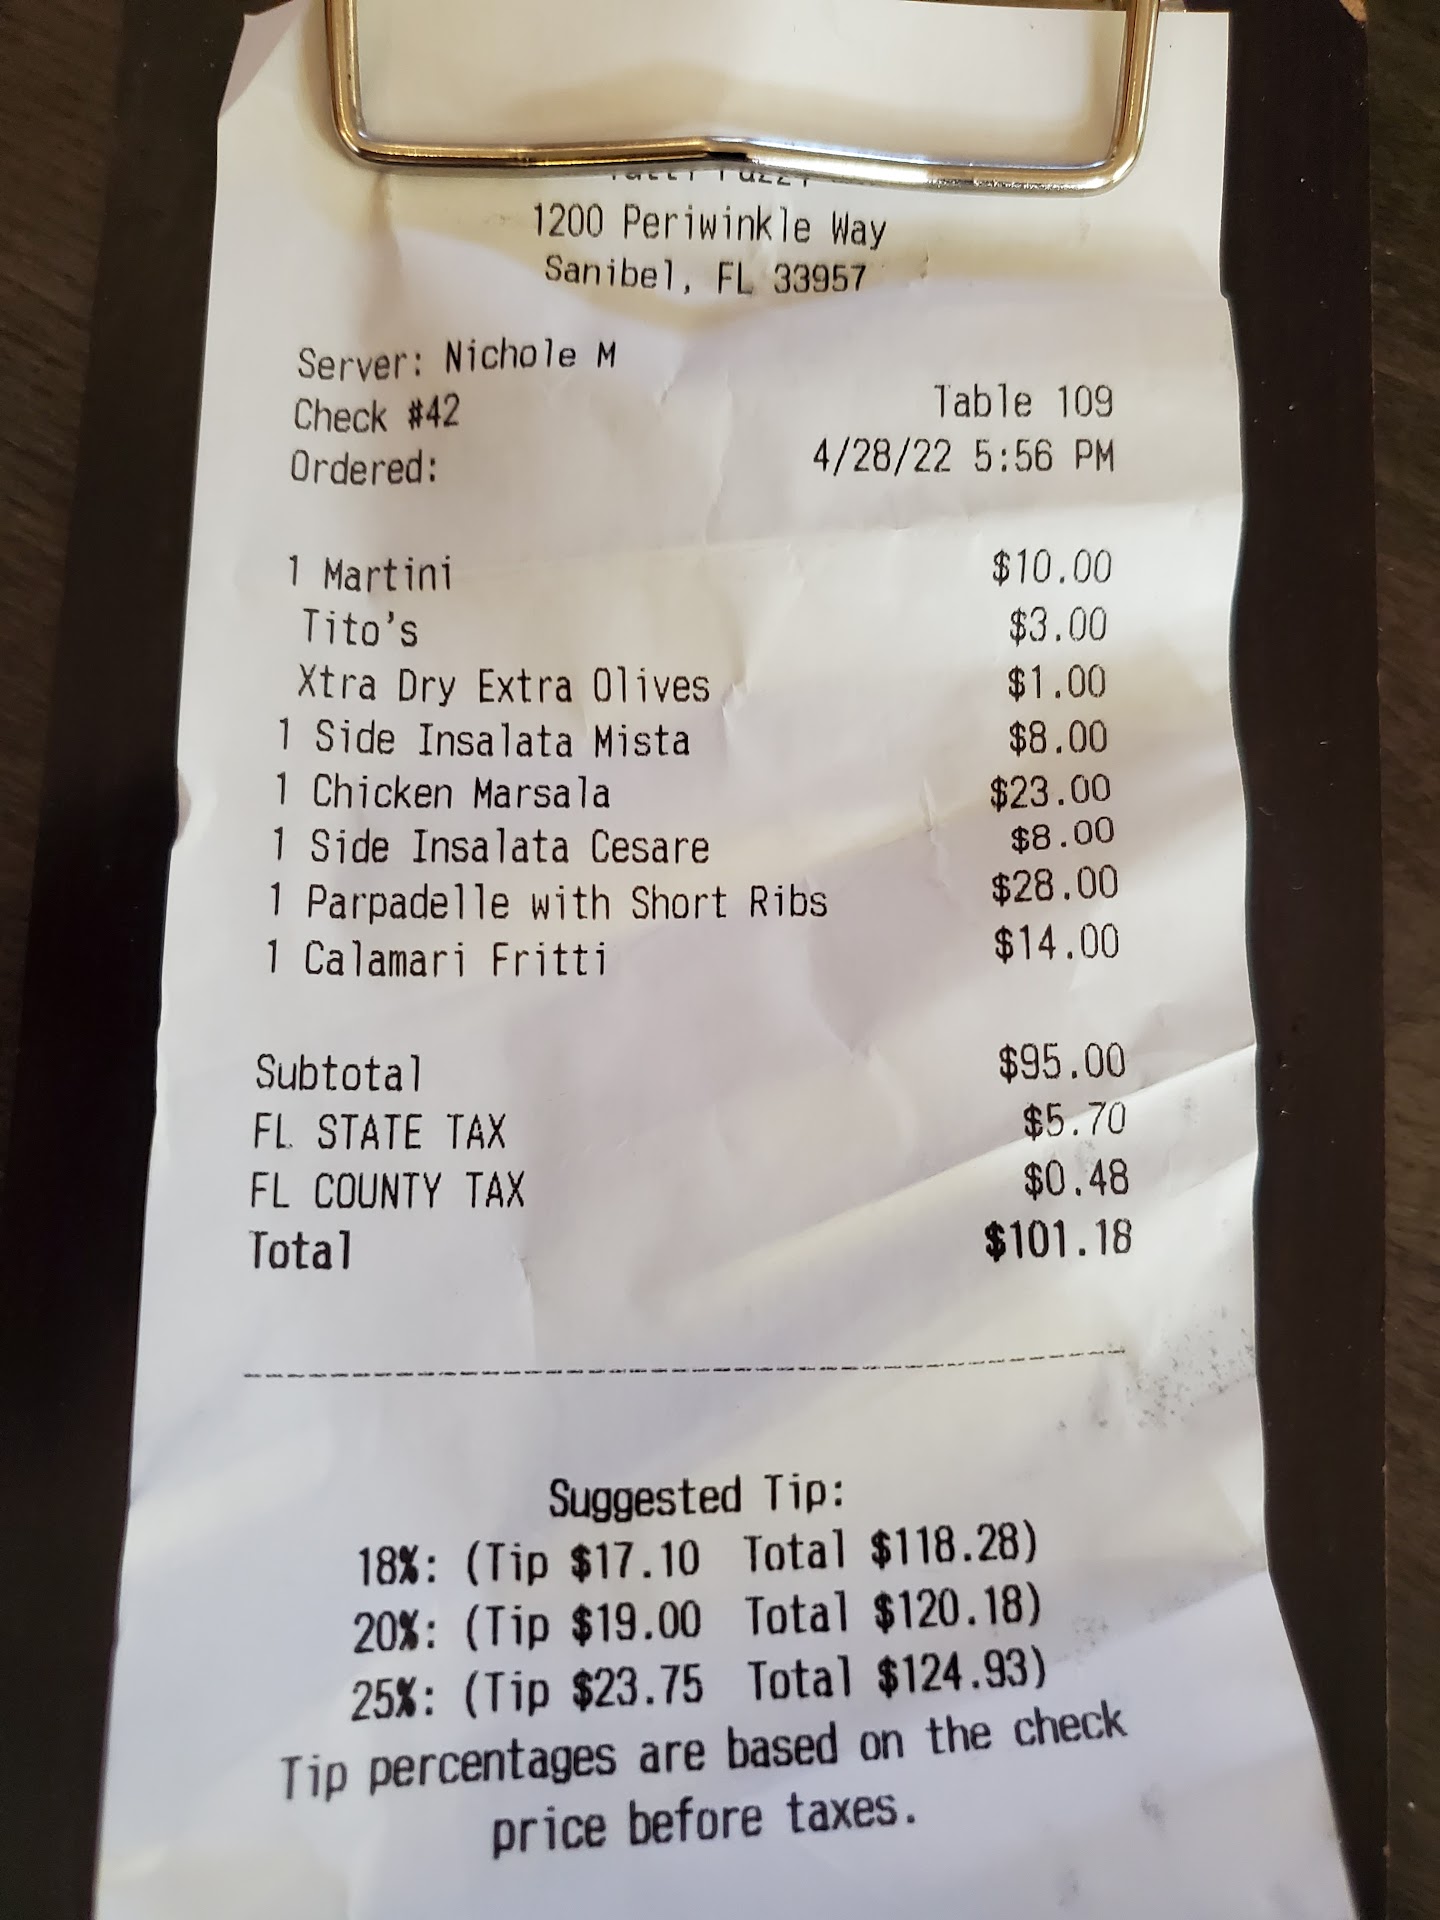 1200 Periwinkle Way
Sanibel, FL 33957
Server: Nichole M
Check #42 Table 109
Ordered: 4/28/22 5:56 PM
1 Martini $10.00
Tito's $3.00
Xtra Dry Extra Olives $1.00
1 Side Insalata Mista $8.00
1 Chicken Marsala $23.00
1 Side Insalata Cesare $8.00
1 Parpadelle with Short Ribs $28.00
1 Calamari Fritti $14.00
Subtotal $95.00
FL STATE TAX $5.70
FL COUNTY TAX $0.48
Total $101.18
Suggested Tip:
18%: (Tip $17.10 Total $118.28)
20%: (Tip $19.00 Total $120.18)
25%: (Tip $23.75 Total $124.93)
Tip percentages are based on the check
price before taxes.